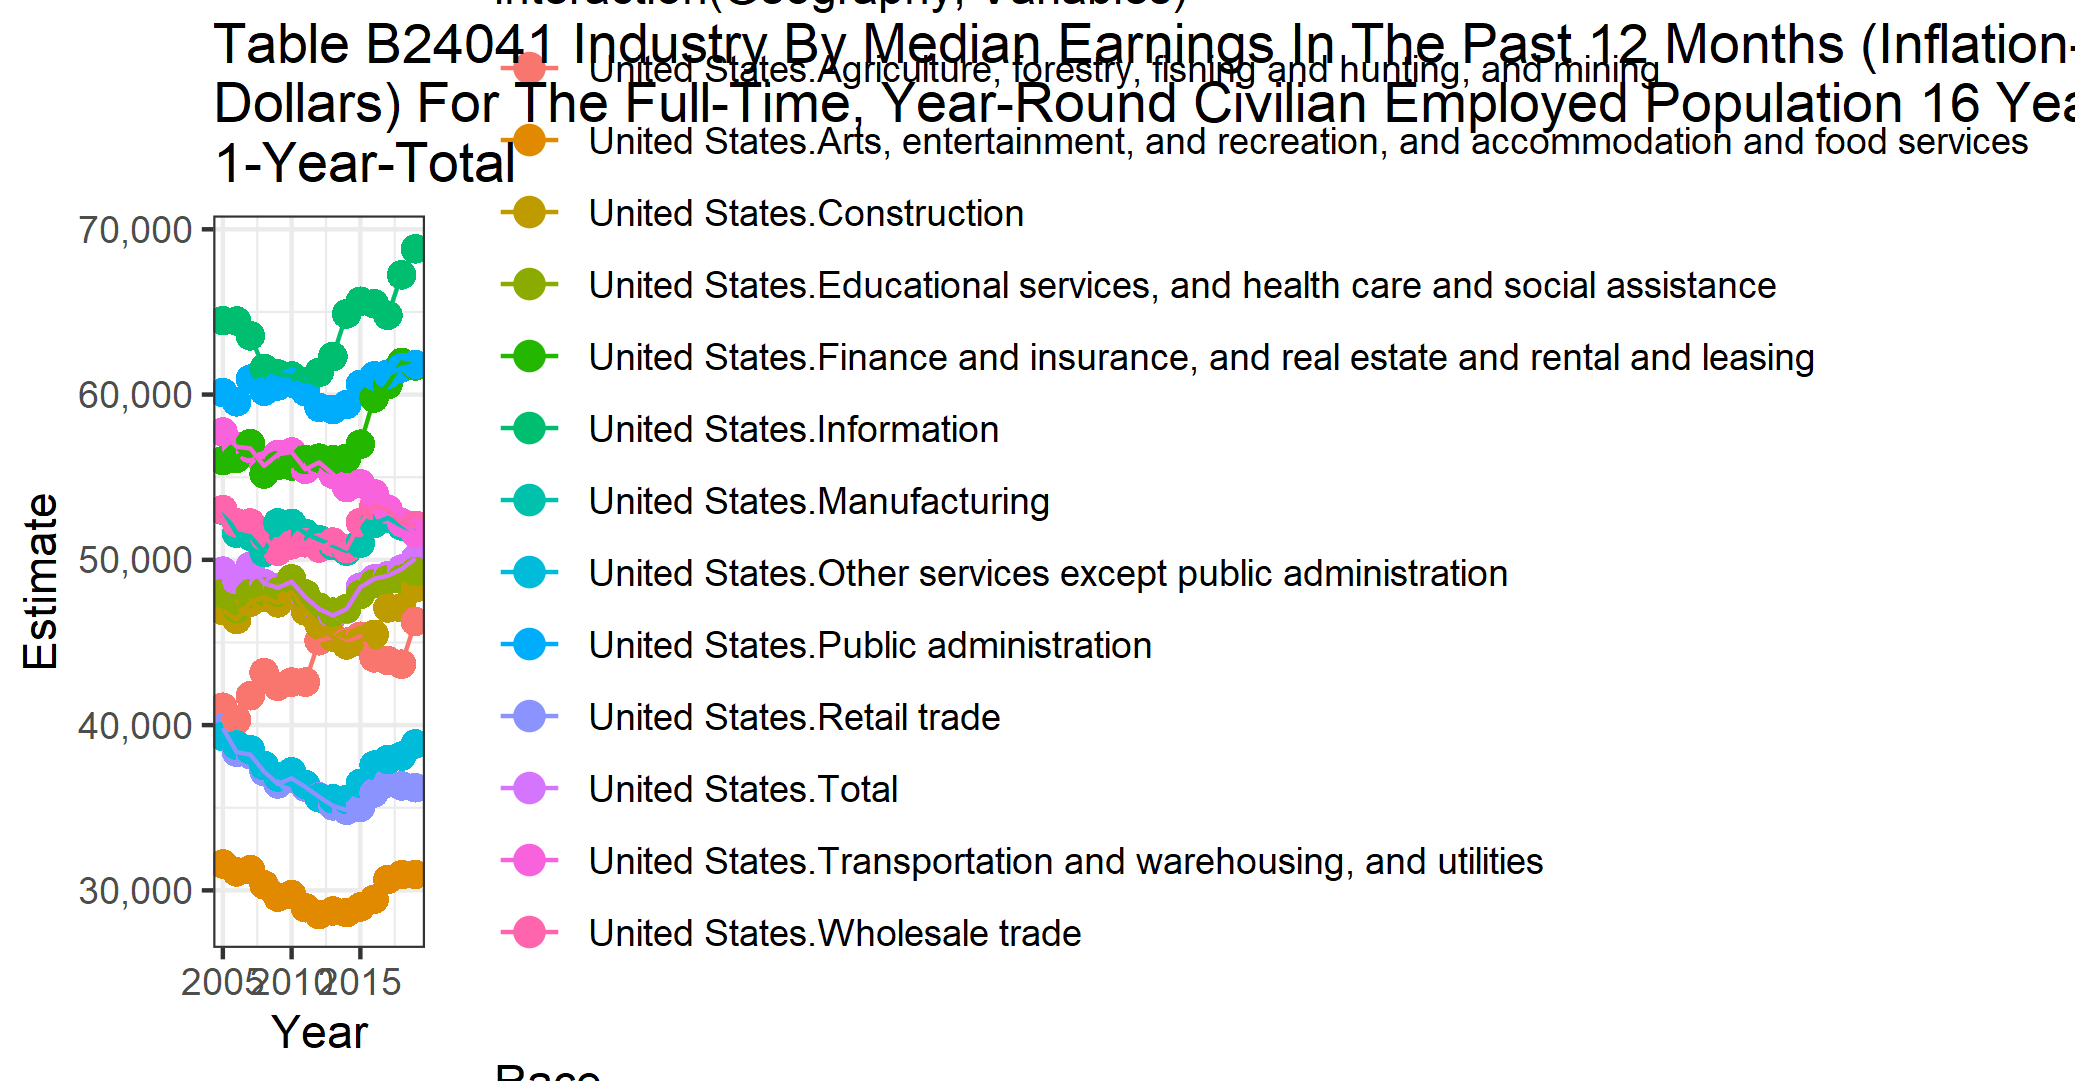 interaction(Geography, Variables)
Table B24041 Industry By Median Earnings In The Past 12 Months (Inflation-
Dollars) For The Full-Time, Year-Round Civilian Employed Population 16 Yea
1-Year-Total
United States.Agriculture, forestry, fishing and hunting, and mining
United States.Arts, entertainment, and recreation, and accommodation and food services
United States.Construction
United States.Educational services, and health care and social assistance
United States.Finance and insurance, and real estate and rental and leasing
United States.Information
United States.Manufacturing
United States.Other services except public administration
United States.Public administration
United States.Retail trade
United States.Total
United States.Transportation and warehousing, and utilities
United States.Wholesale trade
70,000
60,000
50,000
40,000
30,000
Estimate
2005 2010 2015
Year
Race